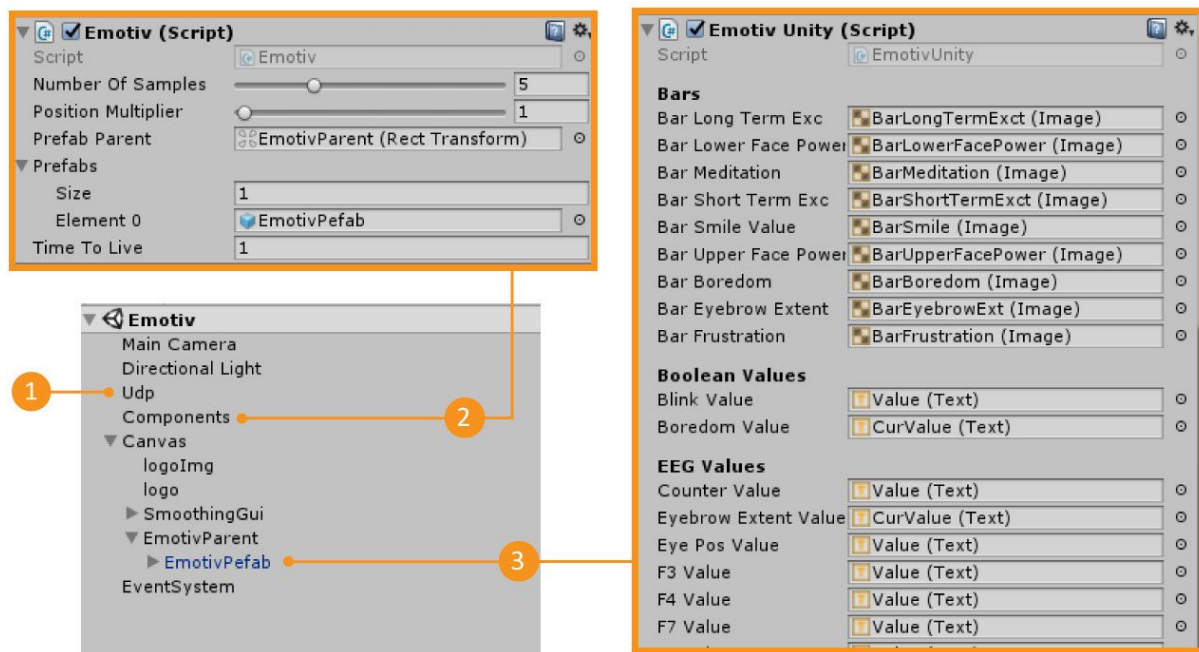 Emotiv (Script)
Script Emotiv
Number Of Samples 5
Position Multiplier 1
Prefab Parent EmotivParent (Rect Transform)
Prefabs
Size 1
Element 0 EmotivPefab
Time To Live 1
Emotiv
Main Camera
Directional Light
1 Udp
Components 2
Canvas
logoImg
logo
SmoothingGui
EmotivParent
EmotivPefab 3
EventSystem
Emotiv Unity (Script)
Script EmotivUnity
Bars
Bar Long Term Exc BarLongTermExct (Image)
Bar Lower Face Power BarLowerFacePower (Image)
Bar Meditation BarMeditation (Image)
Bar Short Term Exc BarShortTermExct (Image)
Bar Smile Value BarSmile (Image)
Bar Upper Face Power BarUpperFacePower (Image)
Bar Boredom BarBoredom (Image)
Bar Eyebrow Extent BarEyebrowExt (Image)
Bar Frustration BarFrustration (Image)
Boolean Values
Blink Value Value (Text)
Boredom Value CurValue (Text)
EEG Values
Counter Value Value (Text)
Eyebrow Extent Value CurValue (Text)
Eye Pos Value Value (Text)
F3 Value Value (Text)
F4 Value Value (Text)
F7 Value Value (Text)